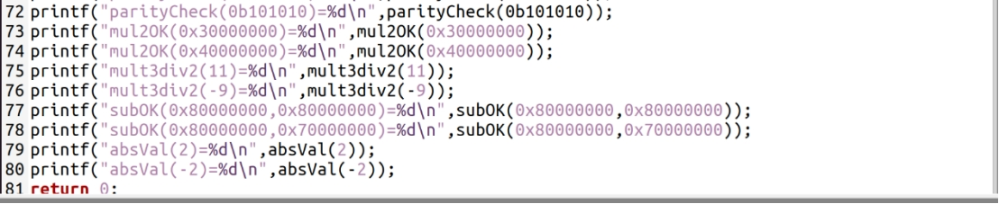 72 printf("parityCheck(0b101010)=%d\n",parityCheck(0b101010));
73 printf("mul2OK(0x30000000)=%d\n",mul2OK(0x30000000));
74 printf("mul2OK(0x40000000)=%d\n",mul2OK(0x40000000));
75 printf("mult3div2(11)=%d\n",mult3div2(11));
76 printf("mult3div2(-9)=%d\n",mult3div2(-9));
77 printf("subOK(0x80000000,0x80000000)=%d\n",subOK(0x80000000,0x80000000));
78 printf("subOK(0x80000000,0x70000000)=%d\n",subOK(0x80000000,0x70000000));
79 printf("absVal(2)=%d\n",absVal(2));
80 printf("absVal(-2)=%d\n",absVal(-2));
81 return 0;